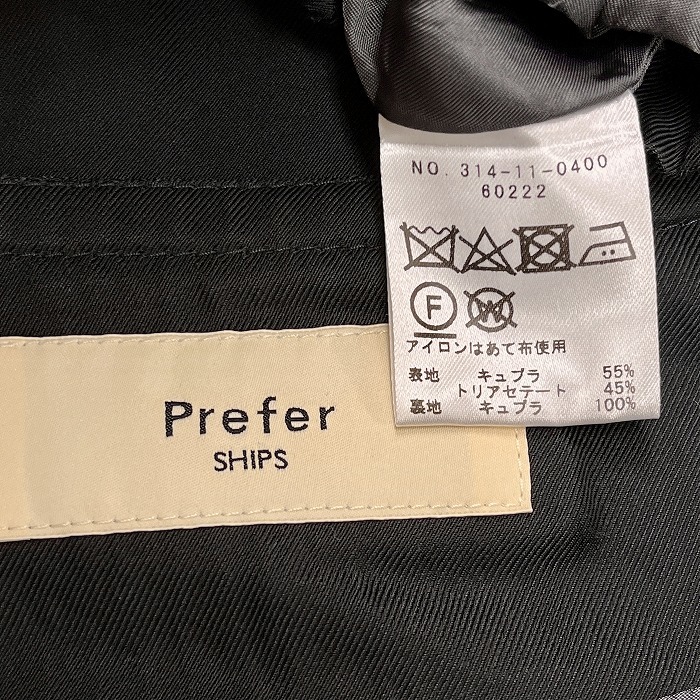 NO. 314-11-0400
60222
F W
アイロンはあて布使用
表地 キュプラ 55%
トリアセテート 45%
裏地 キュプラ 100%
Prefer
SHIPS